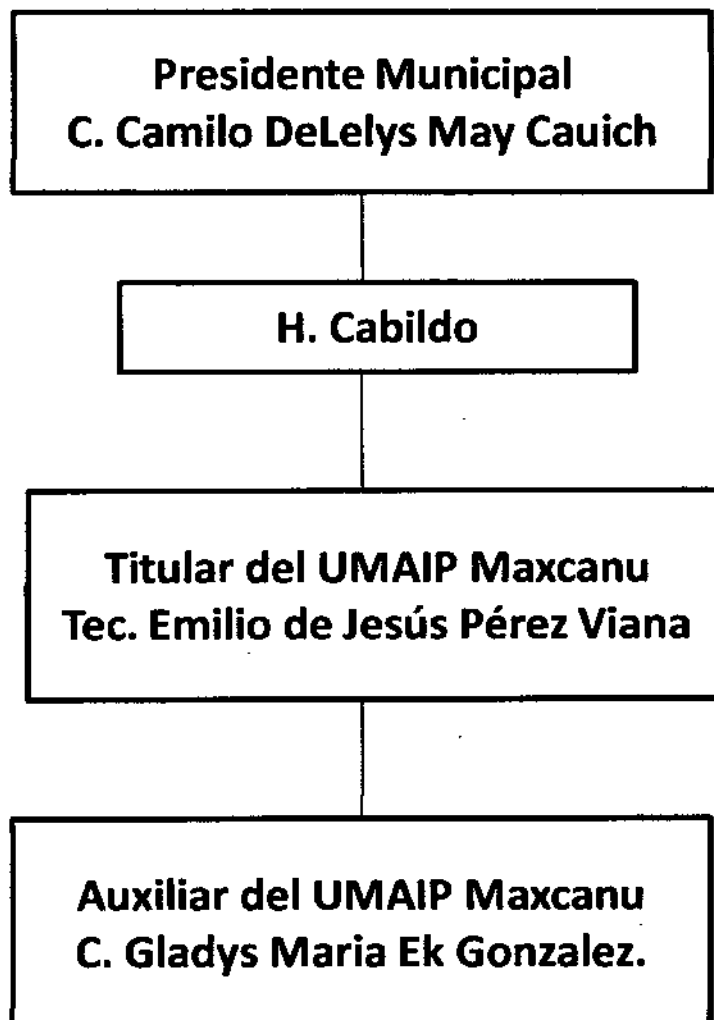 Presidente Municipal
C. Camilo DeLelys May Cauich
H. Cabildo
Titular del UMAIP Maxcanu
Tec. Emilio de Jesús Pérez Viana
Auxiliar del UMAIP Maxcanu
C. Gladys Maria Ek Gonzalez.